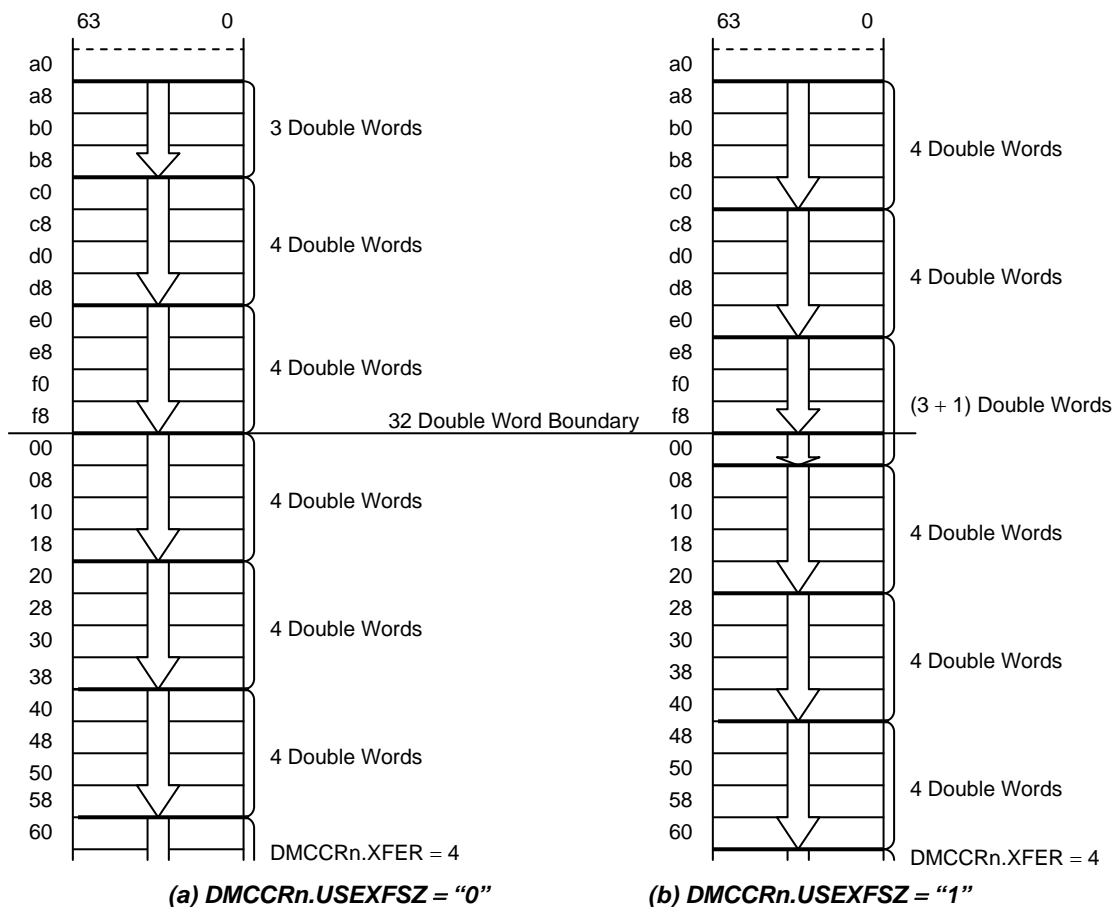 63 0
a0
a8
b0
b8
c0
c8
d0
d8
e0
e8
f0
f8
00
08
10
18
20
28
30
38
40
48
50
58
60
3 Double Words
4 Double Words
4 Double Words
4 Double Words
4 Double Words
4 Double Words
DMCCRn.XFER = 4
(a) DMCCRn.USEXFSZ = “0”
32 Double Word Boundary
63 0
a0
a8
b0
b8
c0
c8
d0
d8
e0
e8
f0
f8
00
08
10
18
20
28
30
38
40
48
50
58
60
4 Double Words
4 Double Words
(3 + 1) Double Words
4 Double Words
4 Double Words
4 Double Words
DMCCRn.XFER = 4
(b) DMCCRn.USEXFSZ = “1”